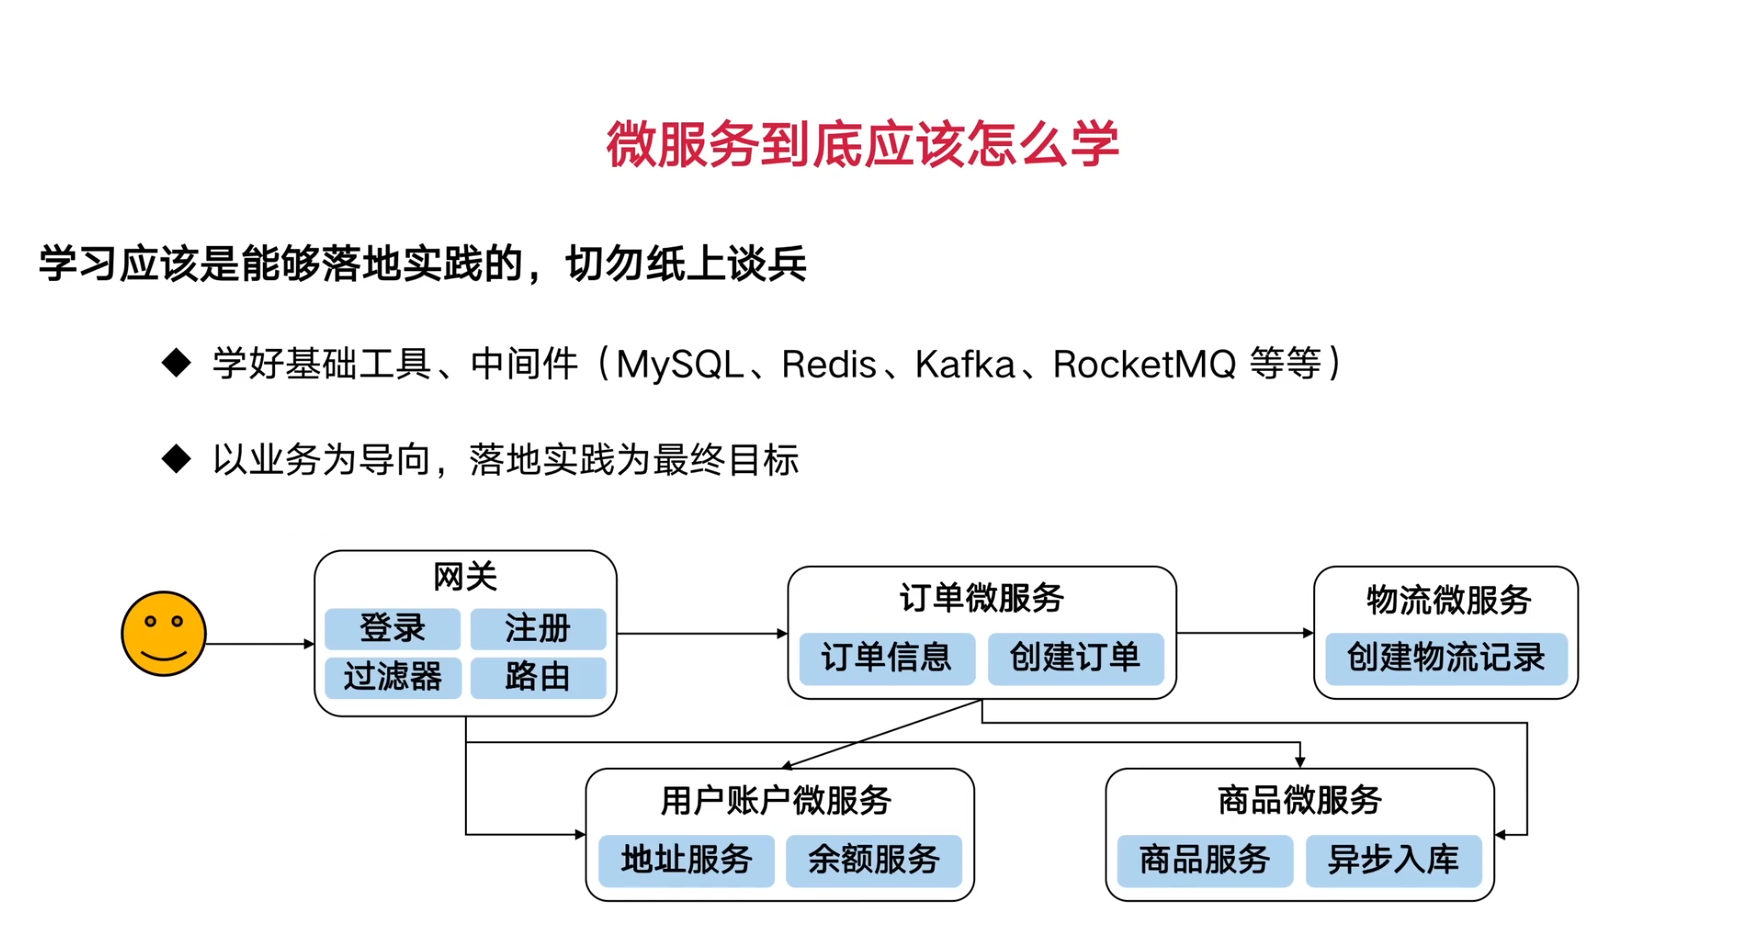 微服务到底应该怎么学
学习应该是能够落地实践的，切勿纸上谈兵
◆ 学好基础工具、中间件（MySQL、Redis、Kafka、RocketMQ 等等）
◆ 以业务为导向，落地实践为最终目标
网关
登录 注册
过滤器 路由
订单微服务
订单信息 创建订单
物流微服务
创建物流记录
用户账户微服务
地址服务 余额服务
商品微服务
商品服务 异步入库